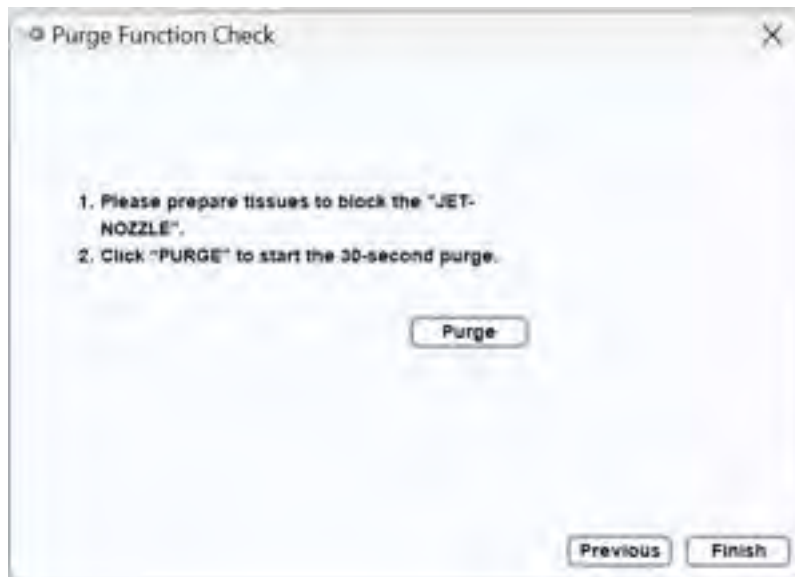 Purge Function Check
1. Please prepare tissues to block the "JET-
NOZZLE".
2. Click "PURGE" to start the 30-second purge.
Purge
Previous
Finish